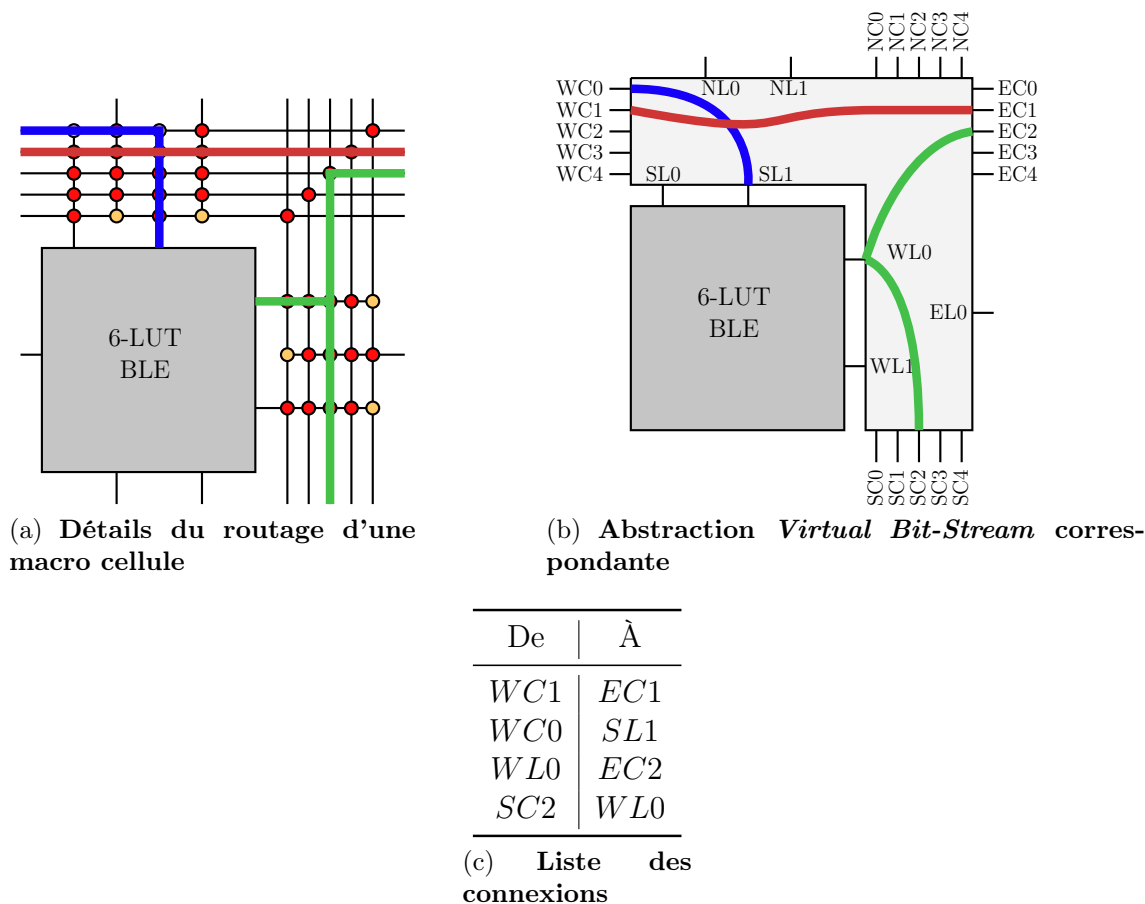 6-LUT
BLE
(a) Détails du routage d'une
macro cellule
NC0
NC1
NC2
NC3
NC4
NL0
NL1
WC0
WC1
WC2
WC3
WC4
EC0
EC1
EC2
EC3
EC4
SL0
SL1
WL0
EL0
WL1
6-LUT
BLE
SC0
SC1
SC2
SC3
SC4
(b) Abstraction Virtual Bit-Stream corres-
pondante
De À
WC1 EC1
WC0 SL1
WL0 EC2
SC2 WL0
(c) Liste des
connexions